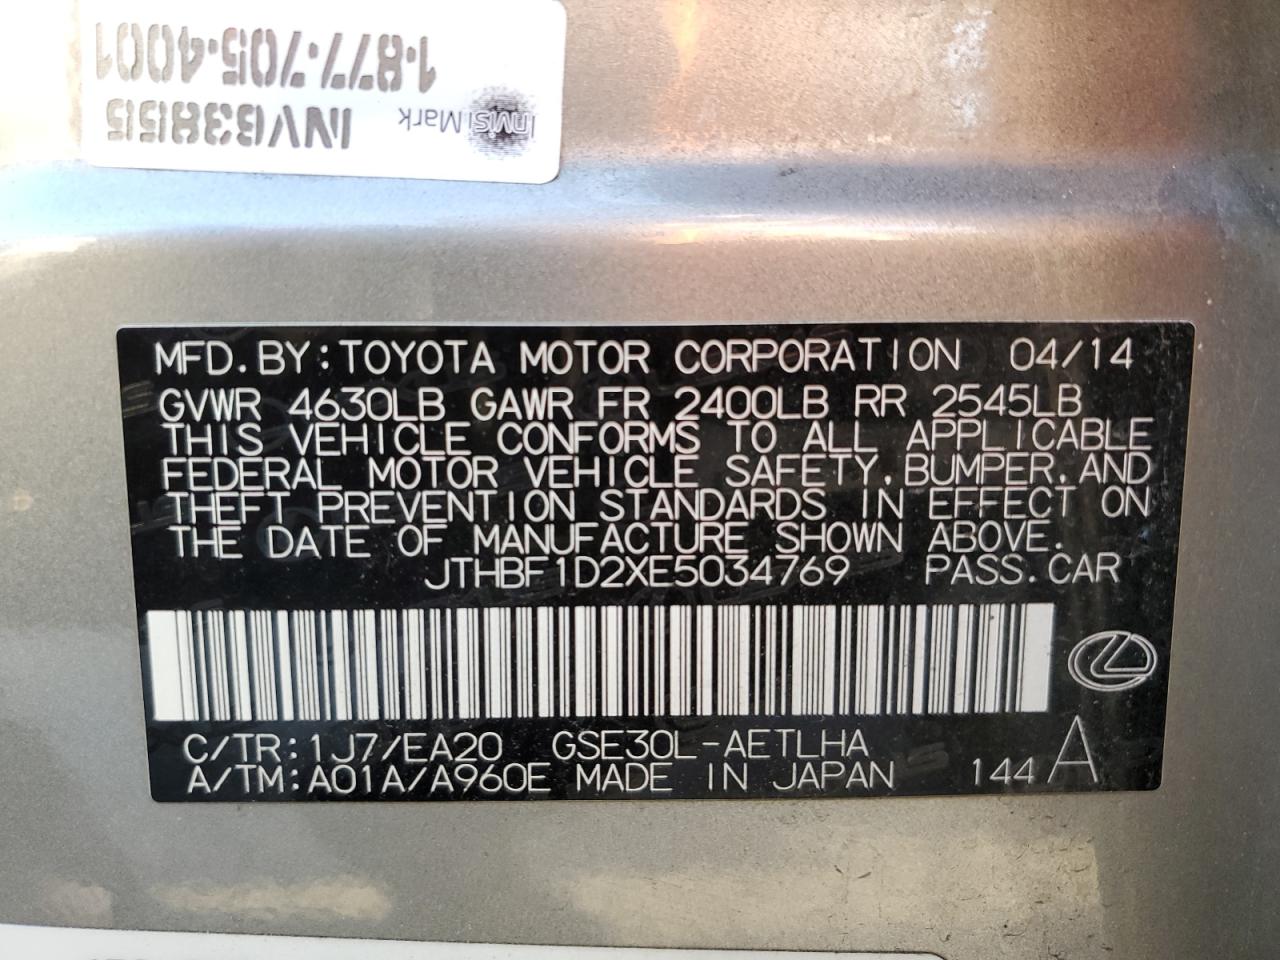 1-877-705-4001
INV63855
InvisiMark
MFD. BY: TOYOTA MOTOR CORPORATION 04/14
GVWR 4630LB GAWR FR 2400LB RR 2545LB
THIS VEHICLE CONFORMS TO ALL APPLICABLE
FEDERAL MOTOR VEHICLE SAFETY, BUMPER, AND
THEFT PREVENTION STANDARDS IN EFFECT ON
THE DATE OF MANUFACTURE SHOWN ABOVE.
JTHBF1D2XE5034769 PASS. CAR
C/TR: 1J7/EA20 GSE30L-AETLHA
A/TM: A01A/A960E MADE IN JAPAN 144 A